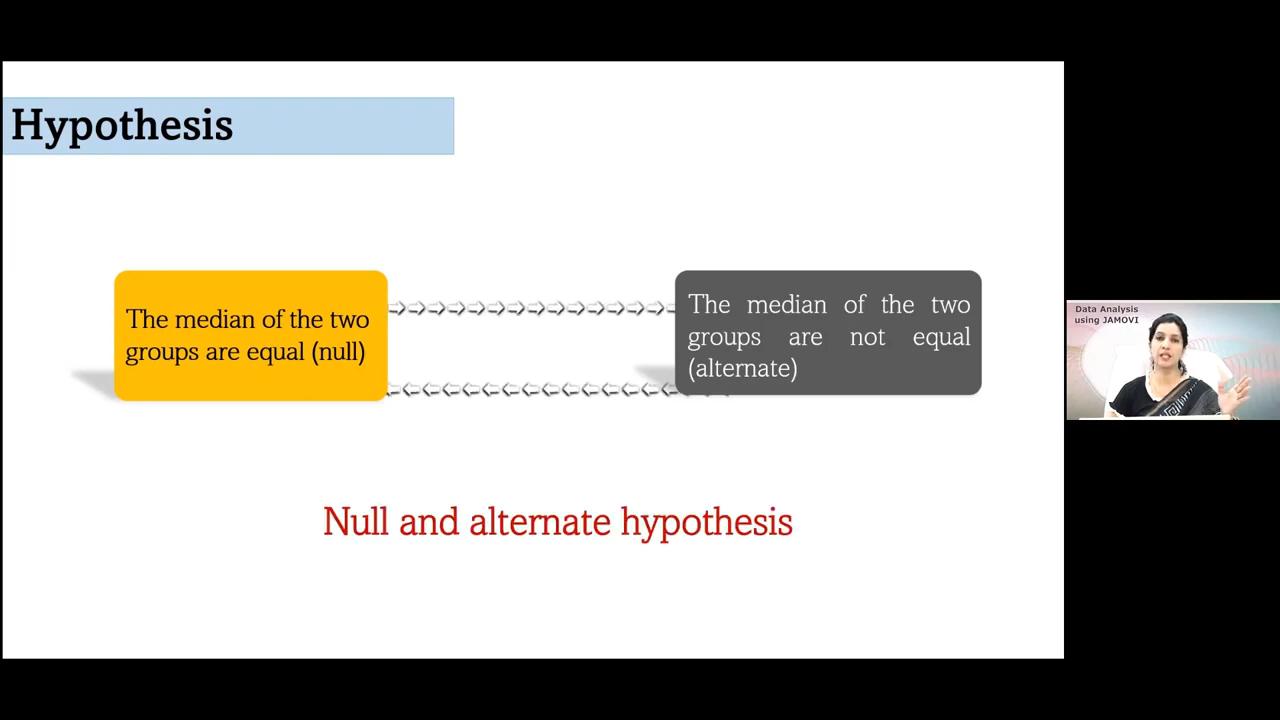 Hypothesis
The median of the two
groups are equal (null)
The median of the two
groups are not equal
(alternate)
Null and alternate hypothesis
Data Analysis
using JAMOVI